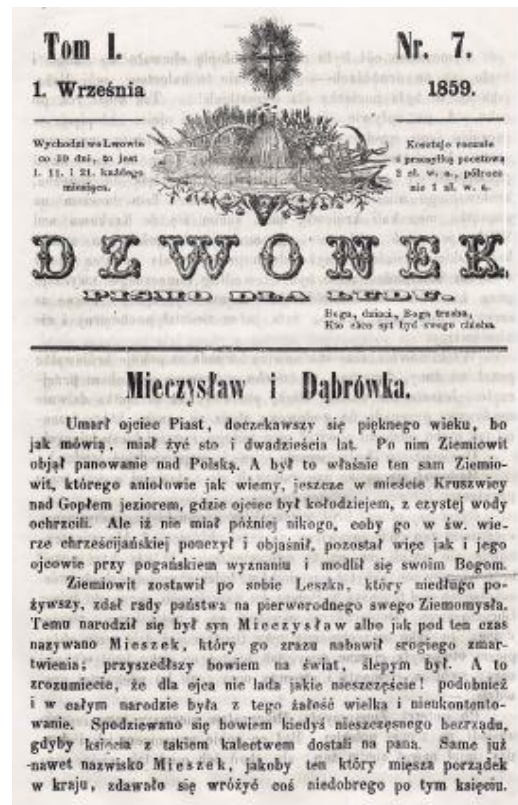 Tom I.
Nr. 7.
1. Września
1859.
Wychodzi we Lwowie
co 10 dni, to jest
1. 11. i 21. każdego
miesiąca.
Kosztuje rocznie
z przesyłką pocztową
2 zł. w. a., półrocz
nie 1 zł. w. a.
DZWONEK
PISMO DLA LUDU.
Boga, dzieci, Boga trzeba,
Kto chce syt być swego chleba.
Mieczysław i Dąbrówka.
Umarł ojciec Piast, doczekawszy się pięknego wieku, bo
jak mówią, miał żyć sto i dwadzieścia lat. Po nim Ziemiowit
objął panowanie nad Polską. A był to właśnie ten sam Ziemio-
wit, którego aniołowie jak wiemy, jeszcze w mieście Kruszwicy
nad Gopłem jeziorem, gdzie ojciec był kołodziejem, z czystej wody
ochrzcili. Ale iż nie miał później nikogo, coby go w św. wie-
rze chrześcijańskiej pouczył i objaśnił, pozostał więc jak i jego
ojcowie przy pogańskiem wyznaniu i modlił się swoim Bogom.
Ziemiowit zostawił po sobie Leszka, który niedługo po-
żywszy, zdał rady państwa na pierworodnego swego Ziemomysła.
Temu narodził się był syn Mieczysław albo jak pod ten czas
nazywano Mieszek, który go zrazu nabawił srogiego zmar-
twienia; przyszedłszy bowiem na świat, ślepym był. A to
zrozumiecie, że dla ojca nie lada jakie nieszczęście! podobnież
i w całym narodzie była z tego żałość wielka i nieukontento-
wanie. Spodziewano się bowiem kiedyś nieszczęsnego bezrządu,
gdyby księcia z takiem kalectwem dostali na pana. Same już
nawet nazwisko Mieszek, jakoby ten który mięsza porządek
w kraju, zdawało się wróżyć coś niedobrego po tym księciu.